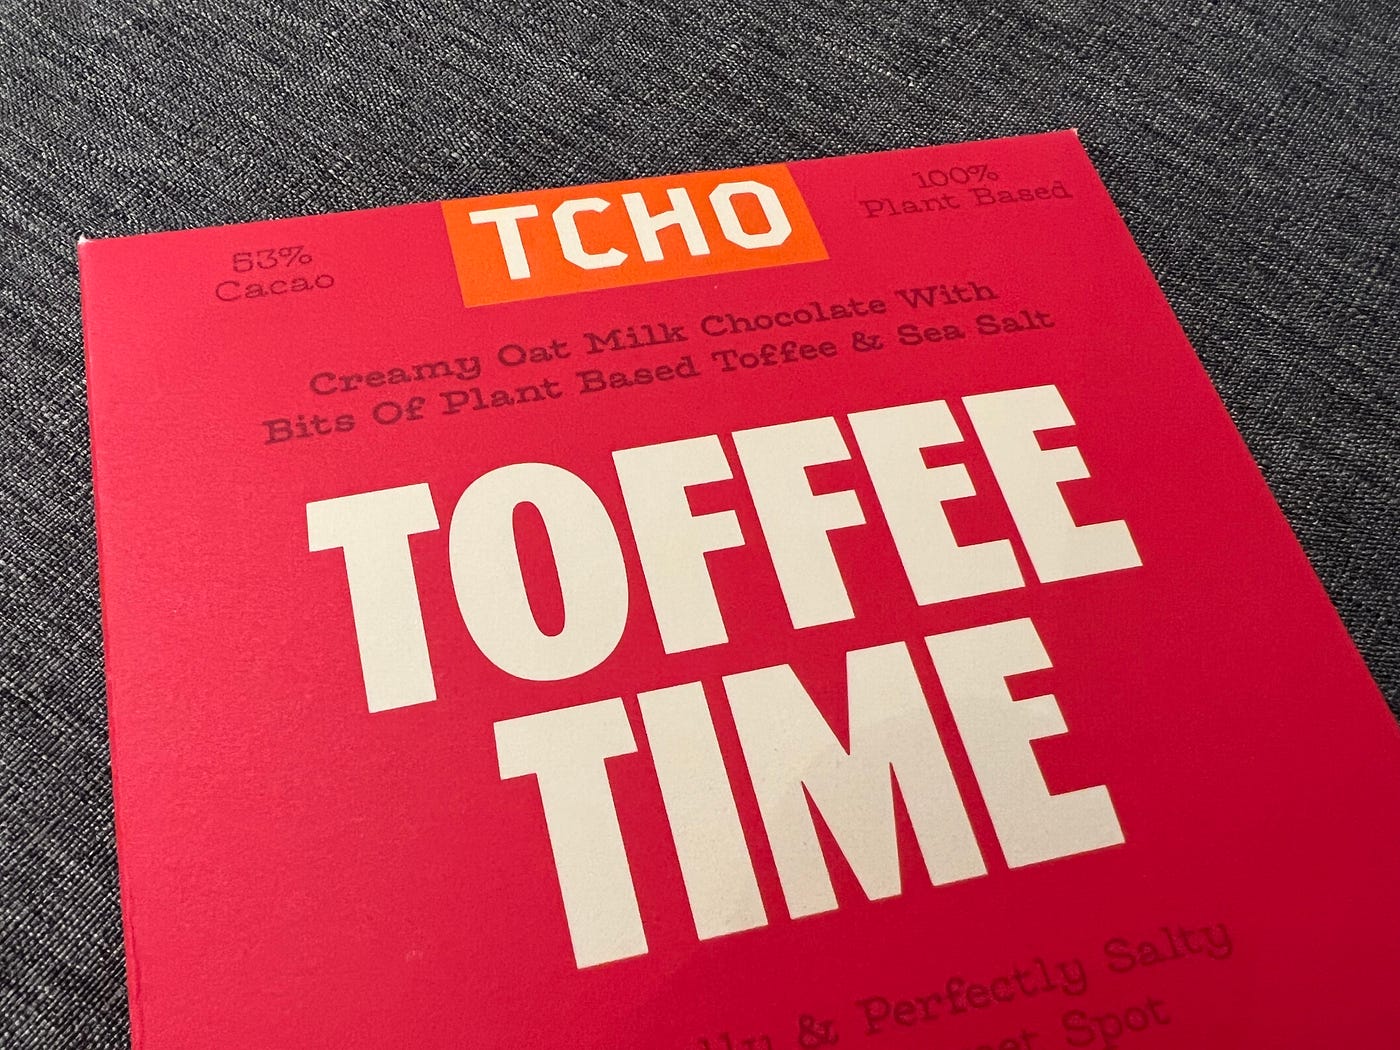 TCHO
53%
Cacao
100%
Plant Based
Creamy Oat Milk Chocolate With
Bits Of Plant Based Toffee & Sea Salt
TOFFEE
TIME
& Perfectly Salty
Spot